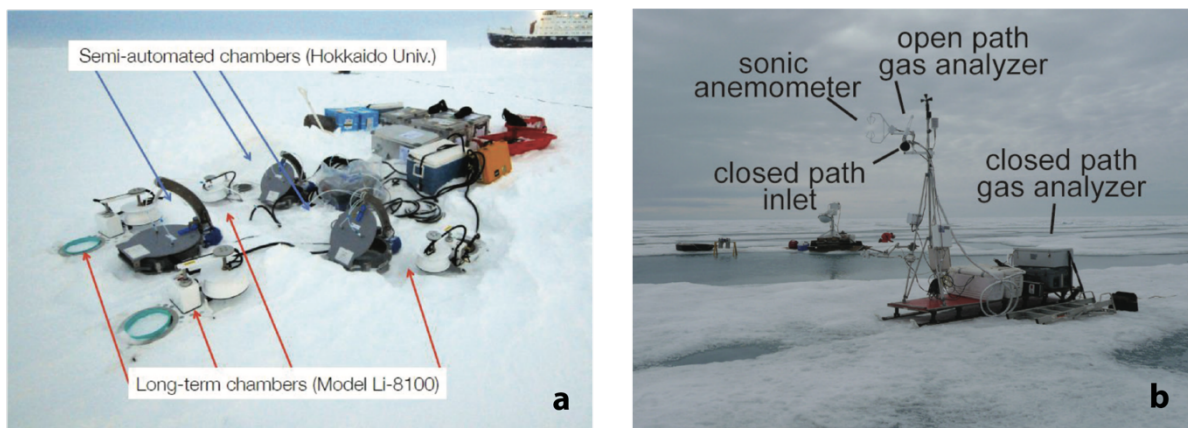 Semi-automated chambers (Hokkaido Univ.)
Long-term chambers (Model Li-8100)
a
open path
gas analyzer
sonic
anemometer
closed path
inlet
closed path
gas analyzer
b